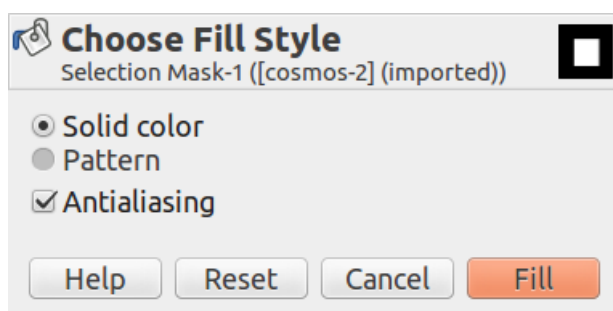 Choose Fill Style
Selection Mask-1 ([cosmos-2] (imported))
Solid color
Pattern
Antialiasing
Help Reset Cancel Fill